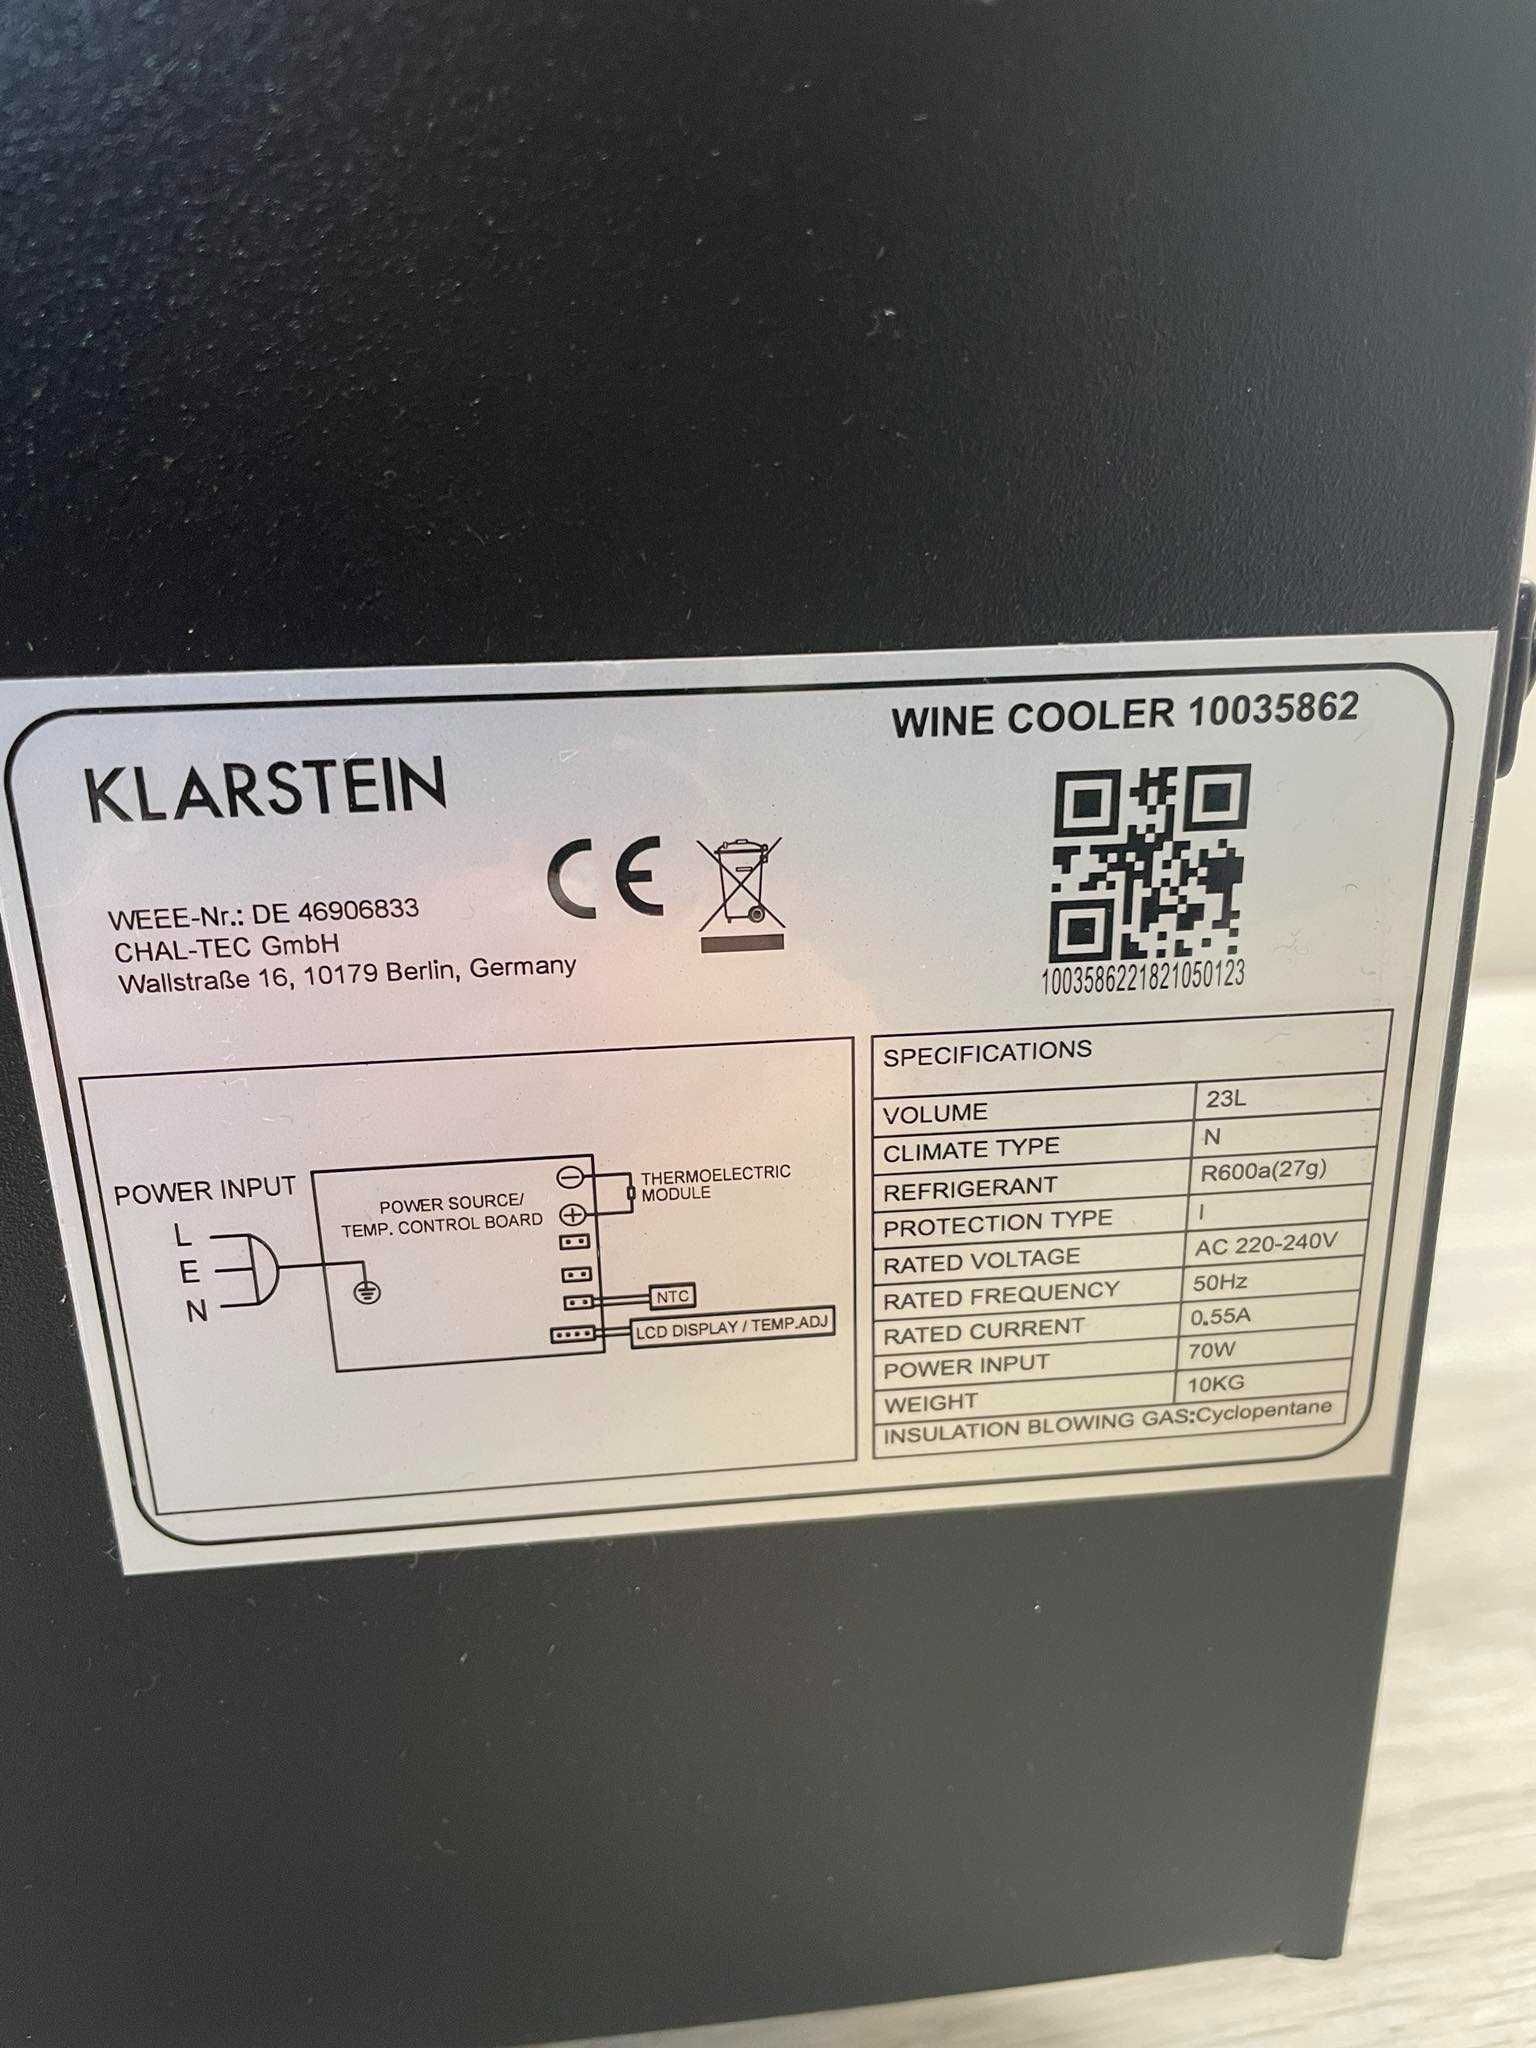 WINE COOLER 10035862
KLARSTEIN
CE
WEEE-Nr.: DE 46906833
CHAL-TEC GmbH
Wallstraße 16, 10179 Berlin, Germany
1003586221821050123
POWER INPUT
L
E
N
POWER SOURCE/
TEMP. CONTROL BOARD
THERMOELECTRIC
MODULE
NTC
LCD DISPLAY / TEMP.ADJ
SPECIFICATIONS
VOLUME 23L
CLIMATE TYPE N
REFRIGERANT R600a(27g)
PROTECTION TYPE I
RATED VOLTAGE AC 220-240V
RATED FREQUENCY 50Hz
RATED CURRENT 0.55A
POWER INPUT 70W
WEIGHT 10KG
INSULATION BLOWING GAS:Cyclopentane